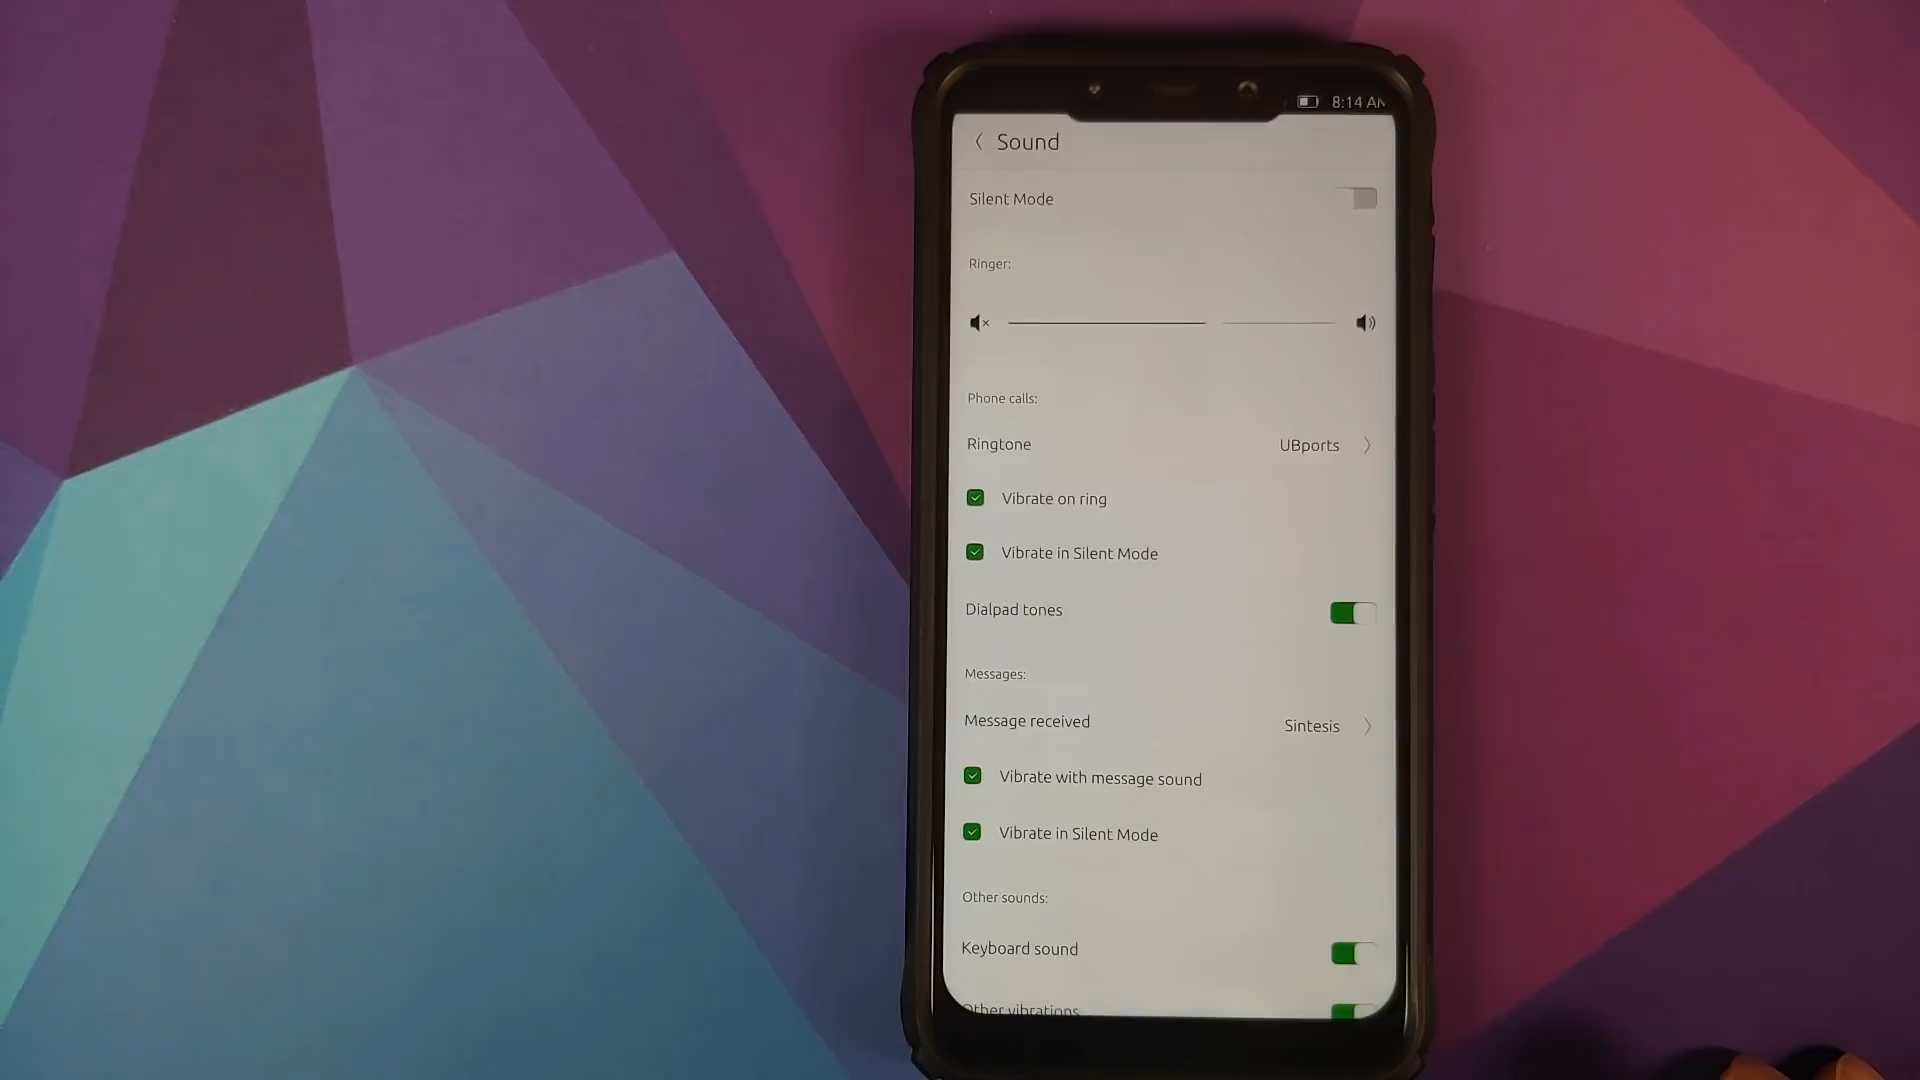 8:14 AM
Sound
Silent Mode
Ringer:
Phone calls:
Ringtone UBports
Vibrate on ring
Vibrate in Silent Mode
Dialpad tones
Messages:
Message received Sintesis
Vibrate with message sound
Vibrate in Silent Mode
Other sounds:
Keyboard sound
Other vibrations